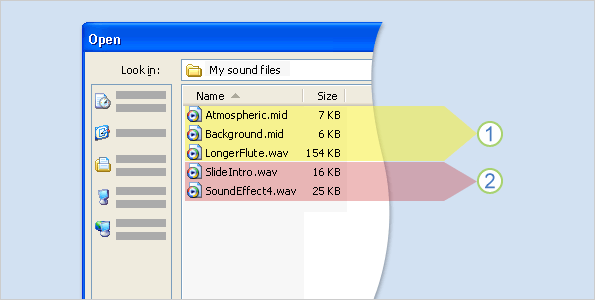 Open
Look in: My sound files
Name Size
Atmospheric.mid 7 KB
Background.mid 6 KB
LongerFlute.wav 154 KB
1
SlideIntro.wav 16 KB
2
SoundEffect4.wav 25 KB